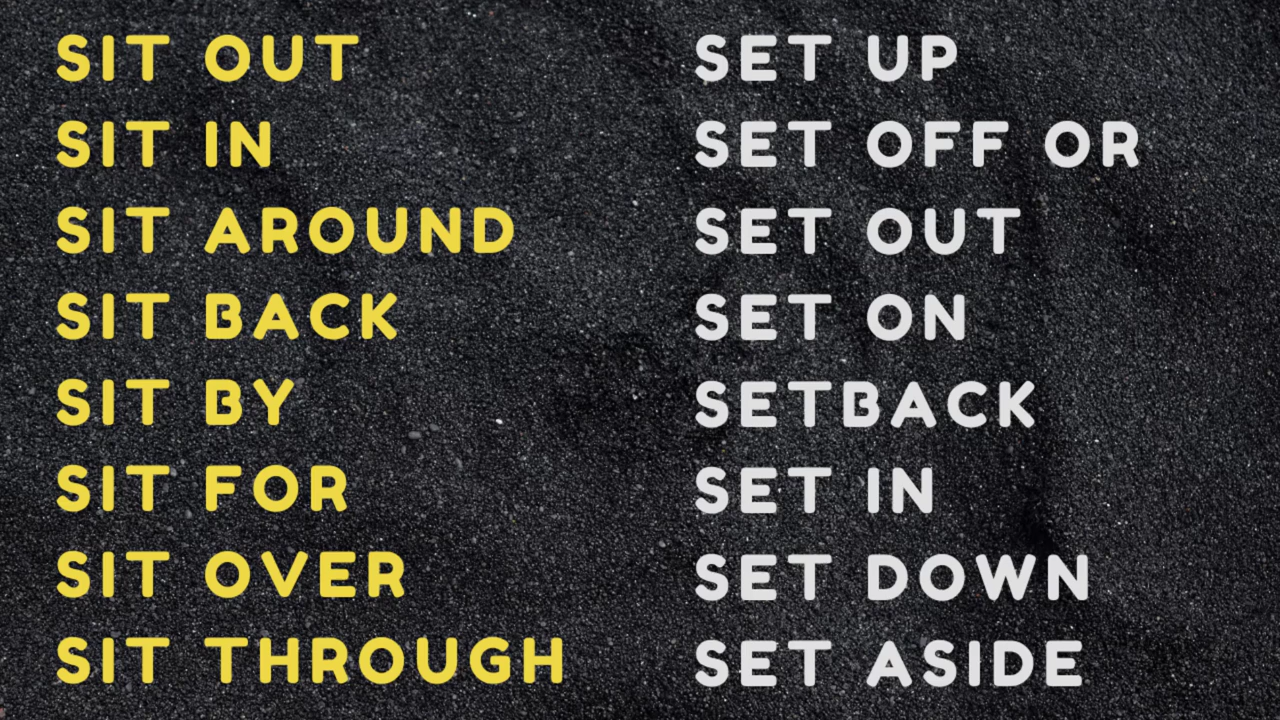 SIT OUT
SIT IN
SIT AROUND
SIT BACK
SIT BY
SIT FOR
SIT OVER
SIT THROUGH
SET UP
SET OFF OR
SET OUT
SET ON
SETBACK
SET IN
SET DOWN
SET ASIDE